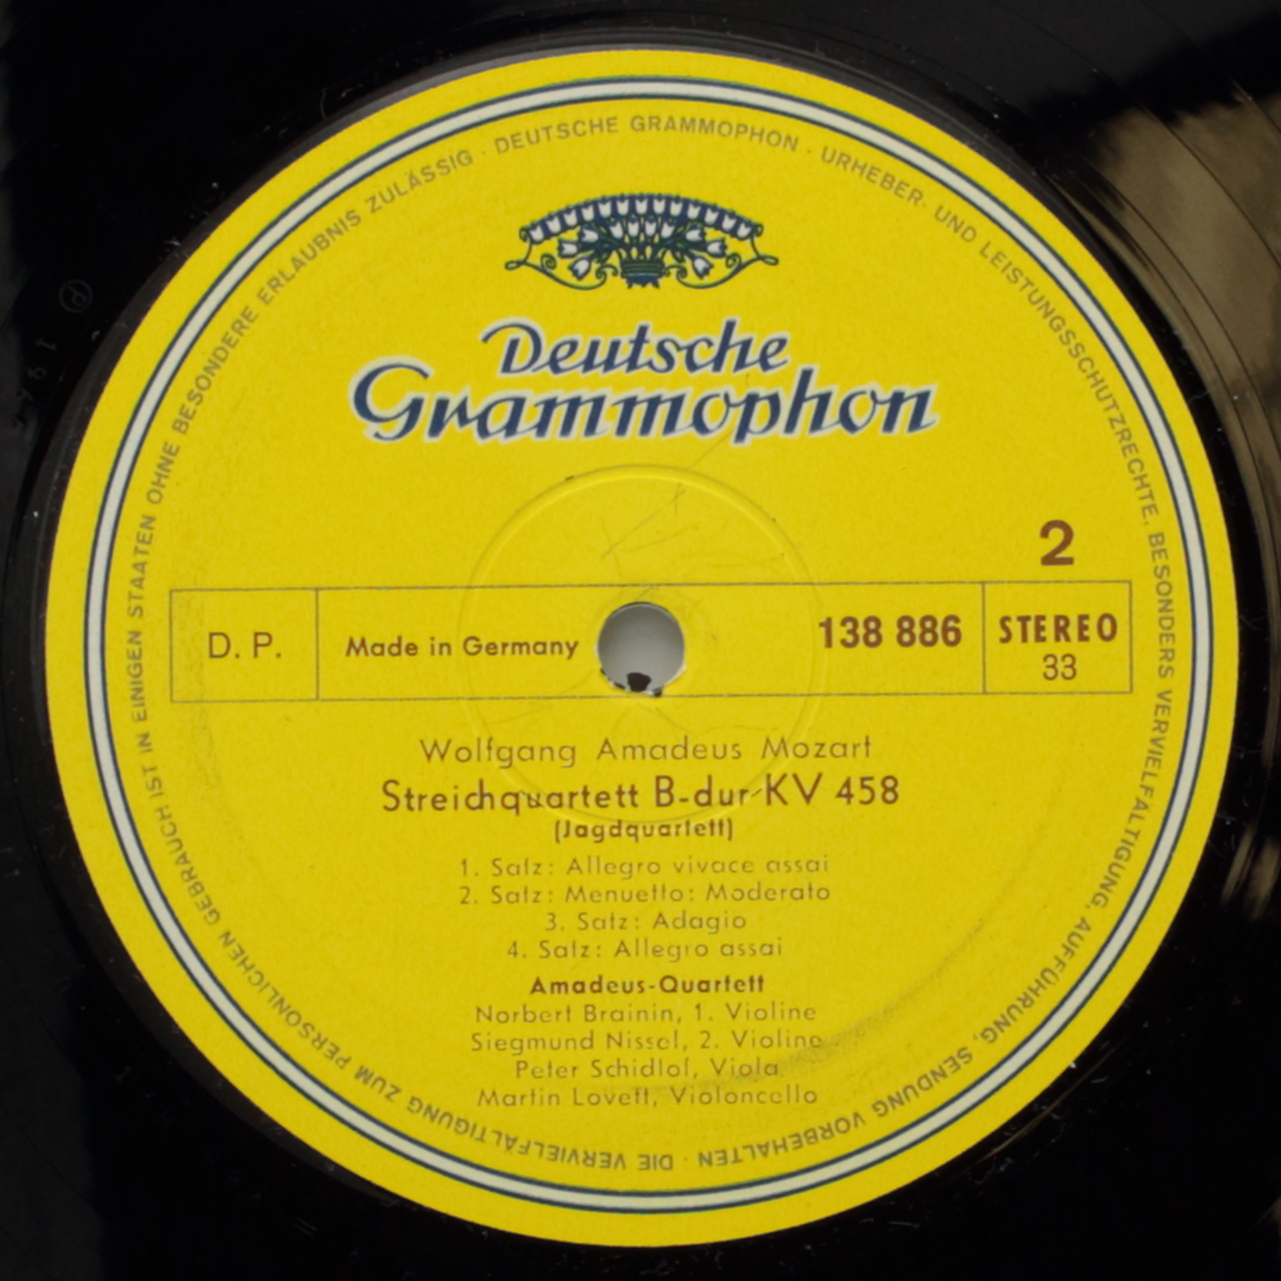 DEUTSCHE GRAMMOPHON · URHEBER- UND LEISTUNGSSCHUTZRECHTE, BESONDERS VERVIELFÄLTIGUNG, AUFFÜHRUNG, SENDUNG VORBEHALTEN · DIE VERVIELFÄLTIGUNG ZUM PERSÖNLICHEN GEBRAUCH IST IN EINIGEN STAATEN OHNE BESONDERE ERLAUBNIS ZULÄSSIG ·
Deutsche
Grammophon
2
D. P.
Made in Germany
138 886
STEREO
33
Wolfgang Amadeus Mozart
Streichquartett B-dur KV 458
(Jagdquartett)
1. Satz: Allegro vivace assai
2. Satz: Menuetto: Moderato
3. Satz: Adagio
4. Satz: Allegro assai
Amadeus-Quartett
Norbert Brainin, 1. Violine
Siegmund Nissel, 2. Violine
Peter Schidlof, Viola
Martin Lovett, Violoncello